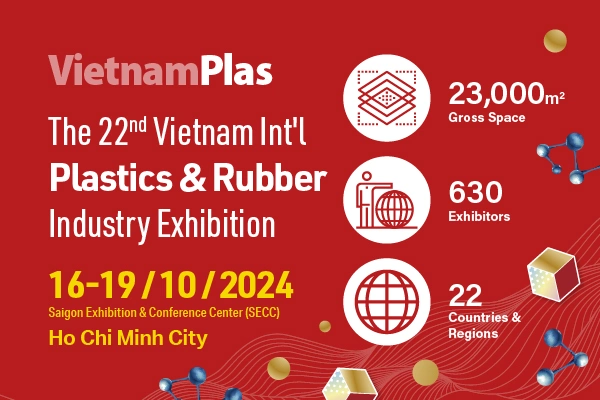 VietnamPlas
The 22nd Vietnam Int'l
Plastics & Rubber
Industry Exhibition
16-19/10/2024
Saigon Exhibition & Conference Center (SECC)
Ho Chi Minh City
23,000m²
Gross Space
630
Exhibitors
22
Countries &
Regions